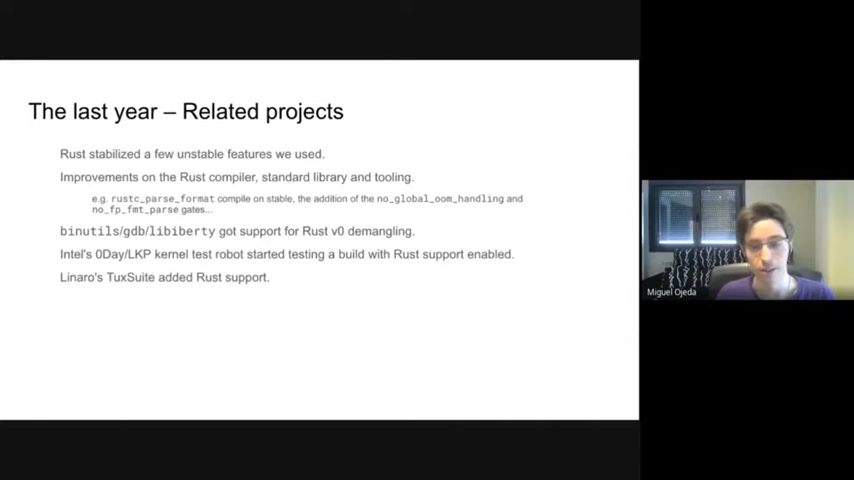 The last year – Related projects
Rust stabilized a few unstable features we used.
Improvements on the Rust compiler, standard library and tooling.
e.g. rustc_parse_format compile on stable, the addition of the no_global_oom_handling and
no_fp_fmt_parse gates...
binutils/gdb/libiberty got support for Rust v0 demangling.
Intel's 0Day/LKP kernel test robot started testing a build with Rust support enabled.
Linaro's TuxSuite added Rust support.
Miguel Ojeda